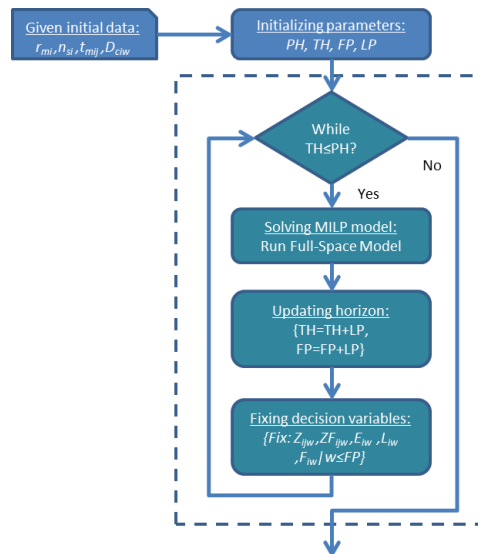 Given initial data:
r_mi, n_si, t_mij, D_ciw
Initializing parameters:
PH, TH, FP, LP
While
TH≤PH?
No
Yes
Solving MILP model:
Run Full-Space Model
Updating horizon:
{TH=TH+LP,
FP=FP+LP}
Fixing decision variables:
{Fix: Z_ijw, ZF_ijw, E_iw, L_iw
, F_iw | w≤FP}